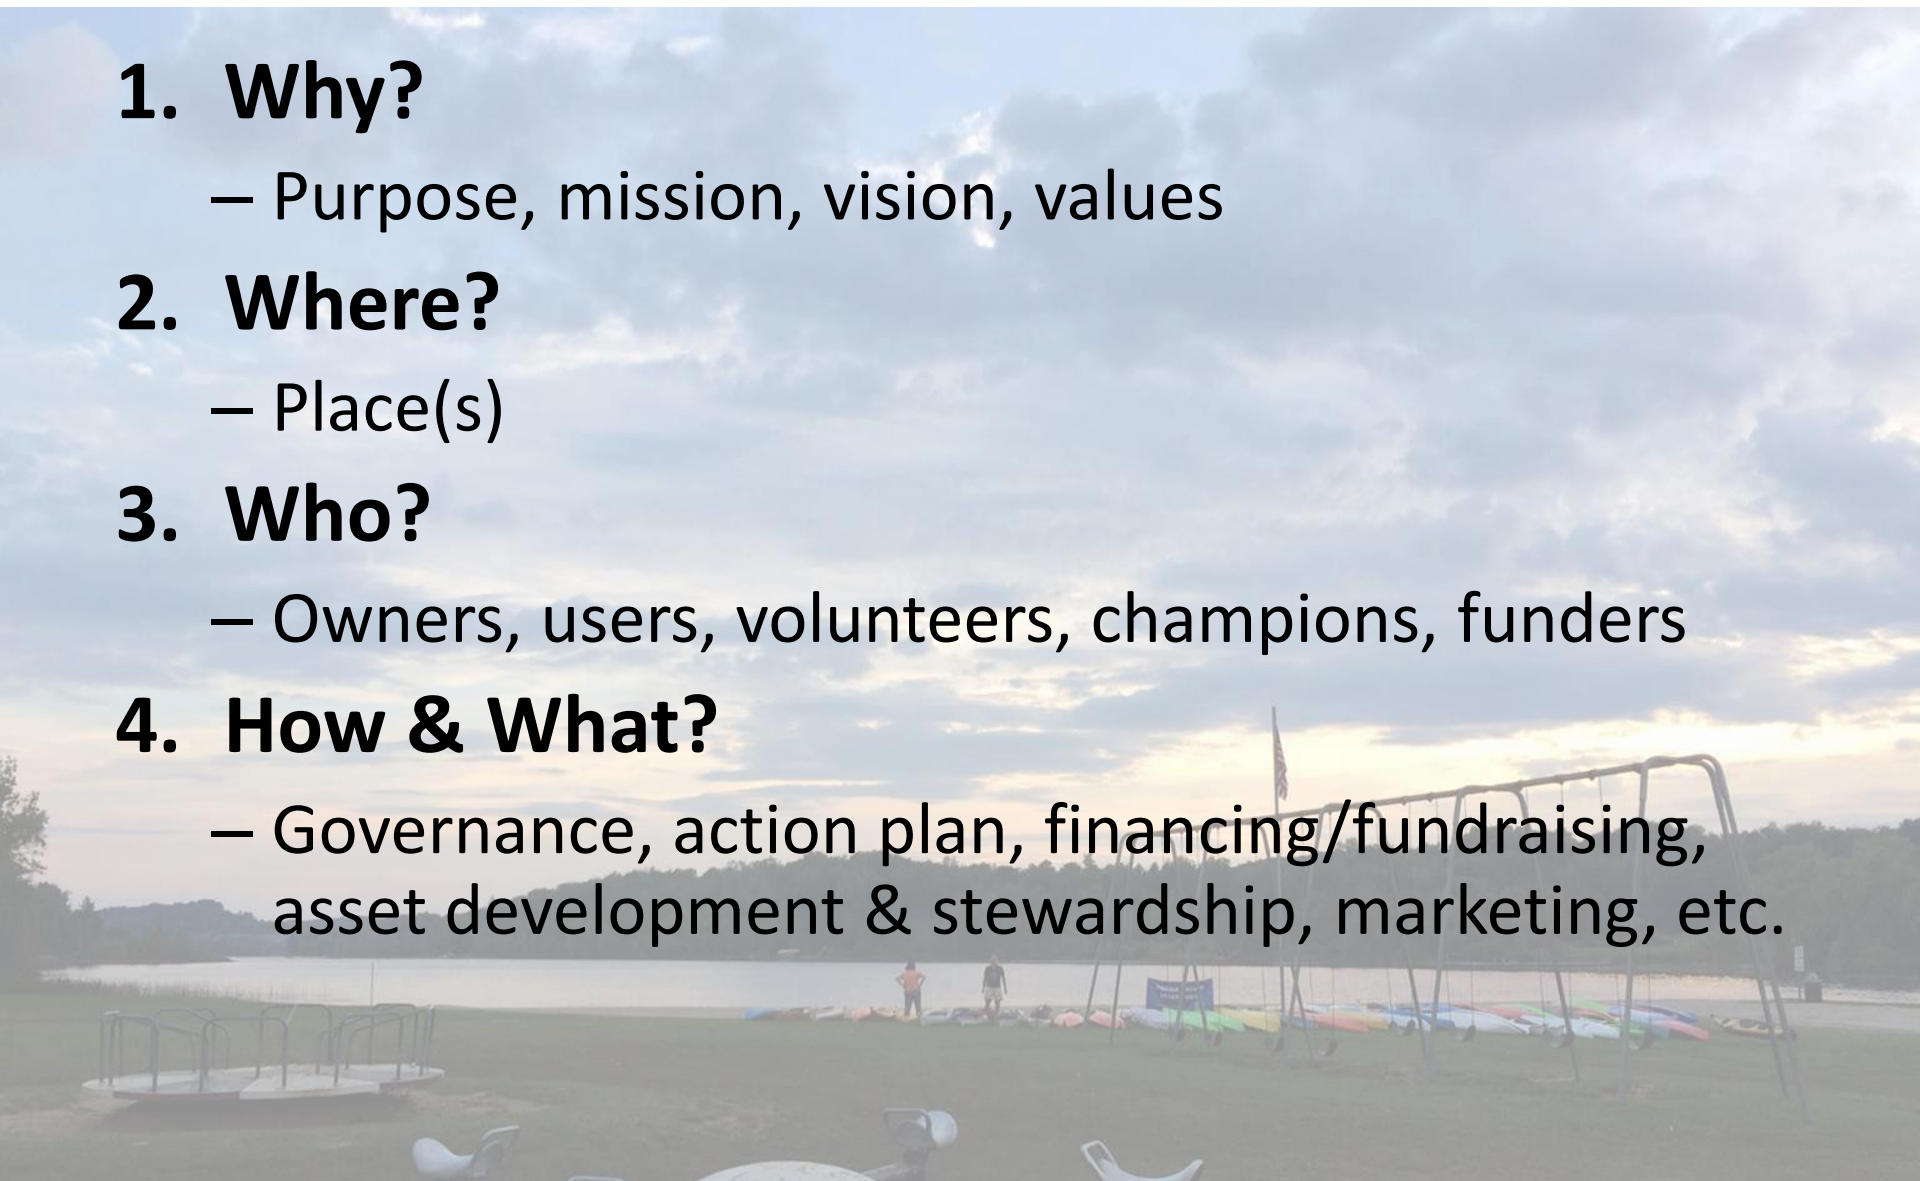 1. Why?
– Purpose, mission, vision, values
2. Where?
– Place(s)
3. Who?
– Owners, users, volunteers, champions, funders
4. How & What?
– Governance, action plan, financing/fundraising,
asset development & stewardship, marketing, etc.